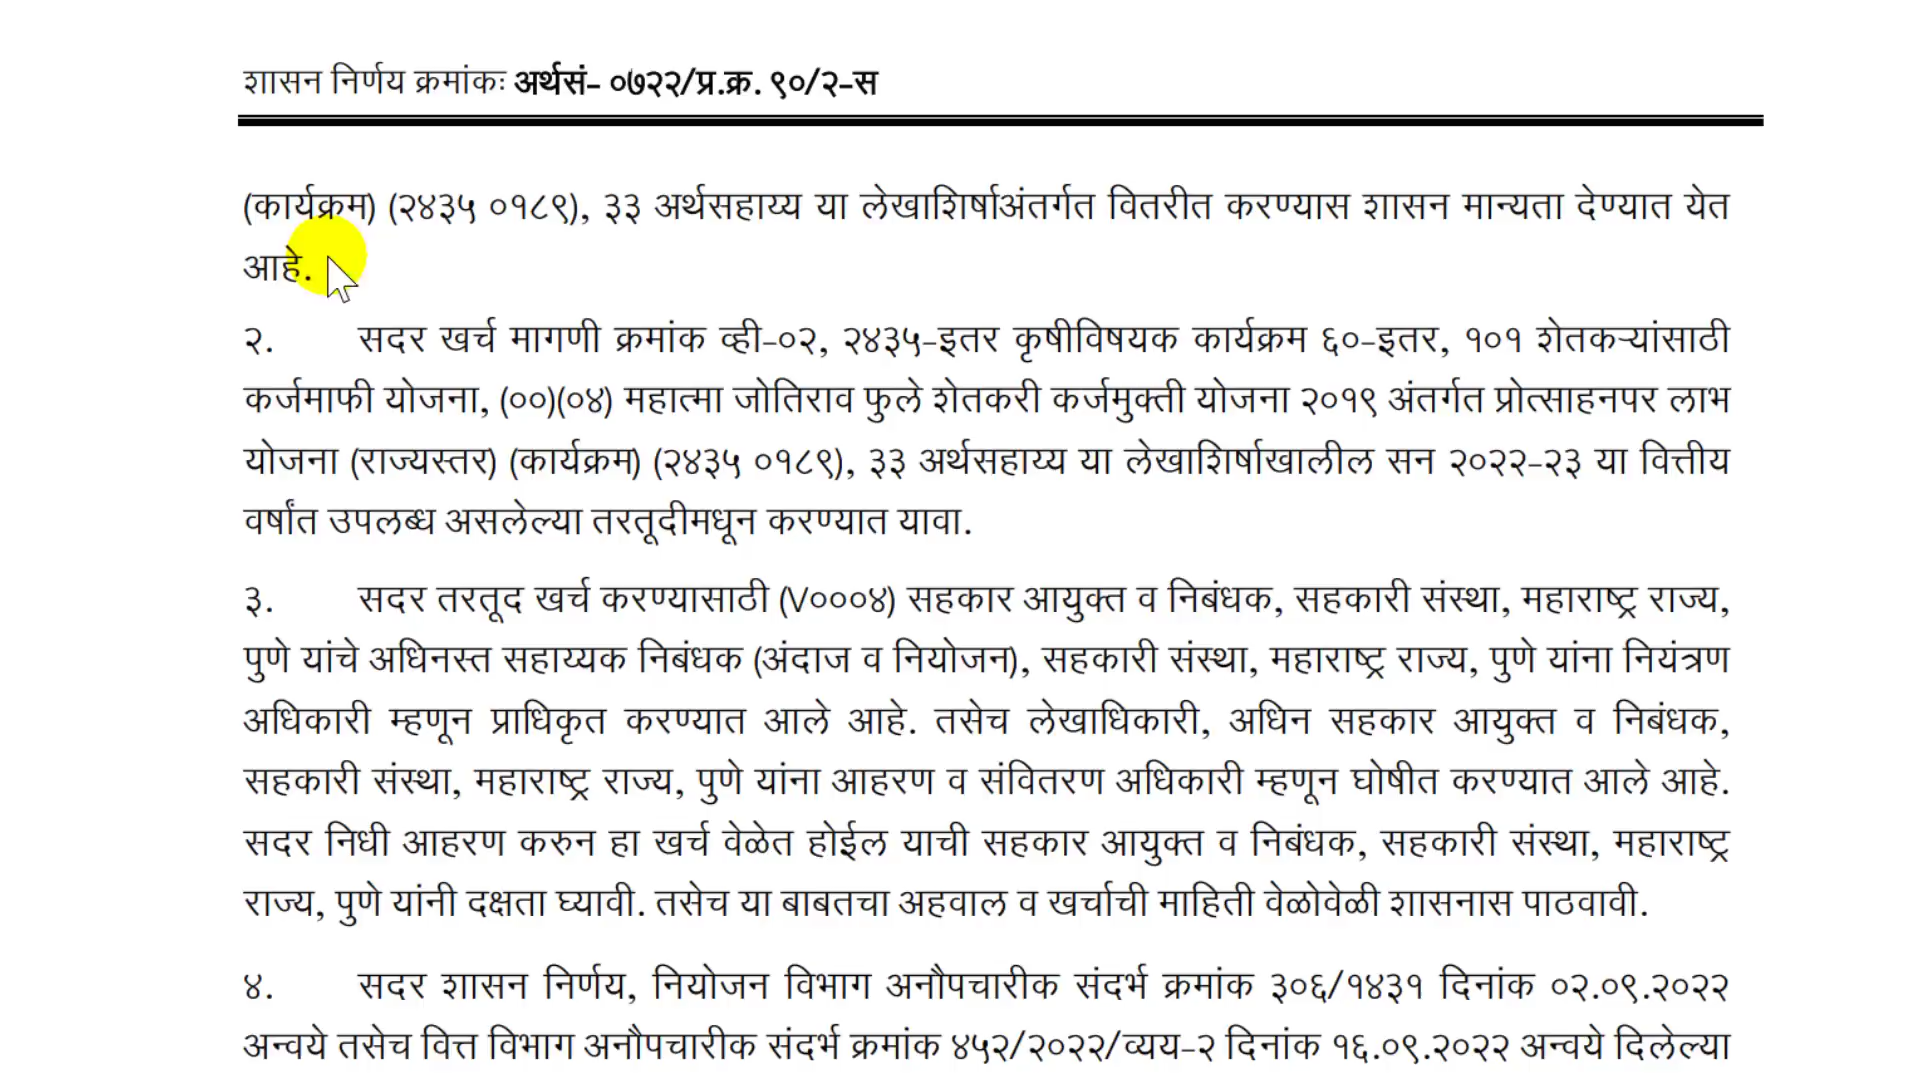 शासन निर्णय क्रमांकः अर्थसं- ०७२२/प्र.क्र. ९०/२-स
(कार्यक्रम) (२४३५ ०१८९), ३३ अर्थसहाय्य या लेखाशिर्षाअंतर्गत वितरीत करण्यास शासन मान्यता देण्यात येत
आहे.
२. सदर खर्च मागणी क्रमांक व्ही-०२, २४३५-इतर कृषीविषयक कार्यक्रम ६०-इतर, १०१ शेतकऱ्यांसाठी
कर्जमाफी योजना, (००)(०४) महात्मा जोतिराव फुले शेतकरी कर्जमुक्ती योजना २०१९ अंतर्गत प्रोत्साहनपर लाभ
योजना (राज्यस्तर) (कार्यक्रम) (२४३५ ०१८९), ३३ अर्थसहाय्य या लेखाशिर्षाखालील सन २०२२-२३ या वित्तीय
वर्षांत उपलब्ध असलेल्या तरतूदीमधून करण्यात यावा.
३. सदर तरतूद खर्च करण्यासाठी (V०००४) सहकार आयुक्त व निबंधक, सहकारी संस्था, महाराष्ट्र राज्य,
पुणे यांचे अधिनस्त सहाय्यक निबंधक (अंदाज व नियोजन), सहकारी संस्था, महाराष्ट्र राज्य, पुणे यांना नियंत्रण
अधिकारी म्हणून प्राधिकृत करण्यात आले आहे. तसेच लेखाधिकारी, अधिन सहकार आयुक्त व निबंधक,
सहकारी संस्था, महाराष्ट्र राज्य, पुणे यांना आहरण व संवितरण अधिकारी म्हणून घोषीत करण्यात आले आहे.
सदर निधी आहरण करुन हा खर्च वेळेत होईल याची सहकार आयुक्त व निबंधक, सहकारी संस्था, महाराष्ट्र
राज्य, पुणे यांनी दक्षता घ्यावी. तसेच या बाबतचा अहवाल व खर्चाची माहिती वेळोवेळी शासनास पाठवावी.
४. सदर शासन निर्णय, नियोजन विभाग अनौपचारीक संदर्भ क्रमांक ३०६/१४३१ दिनांक ०२.०९.२०२२
अन्वये तसेच वित्त विभाग अनौपचारीक संदर्भ क्रमांक ४५२/२०२२/व्यय-२ दिनांक १६.०९.२०२२ अन्वये दिलेल्या